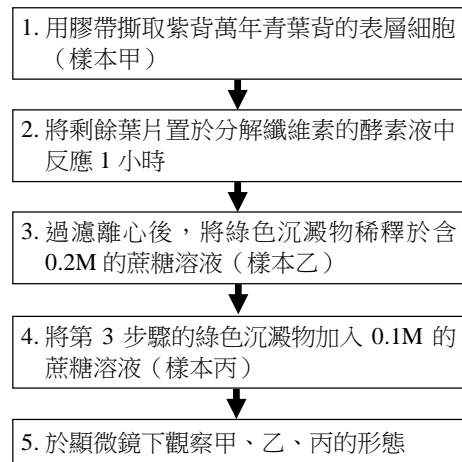 1. 用膠帶撕取紫背萬年青葉背的表層細胞
（樣本甲）
2. 將剩餘葉片置於分解纖維素的酵素液中
反應 1 小時
3. 過濾離心後，將綠色沉澱物稀釋於含
0.2M 的蔗糖溶液（樣本乙）
4. 將第 3 步驟的綠色沉澱物加入 0.1M 的
蔗糖溶液（樣本丙）
5. 於顯微鏡下觀察甲、乙、丙的形態